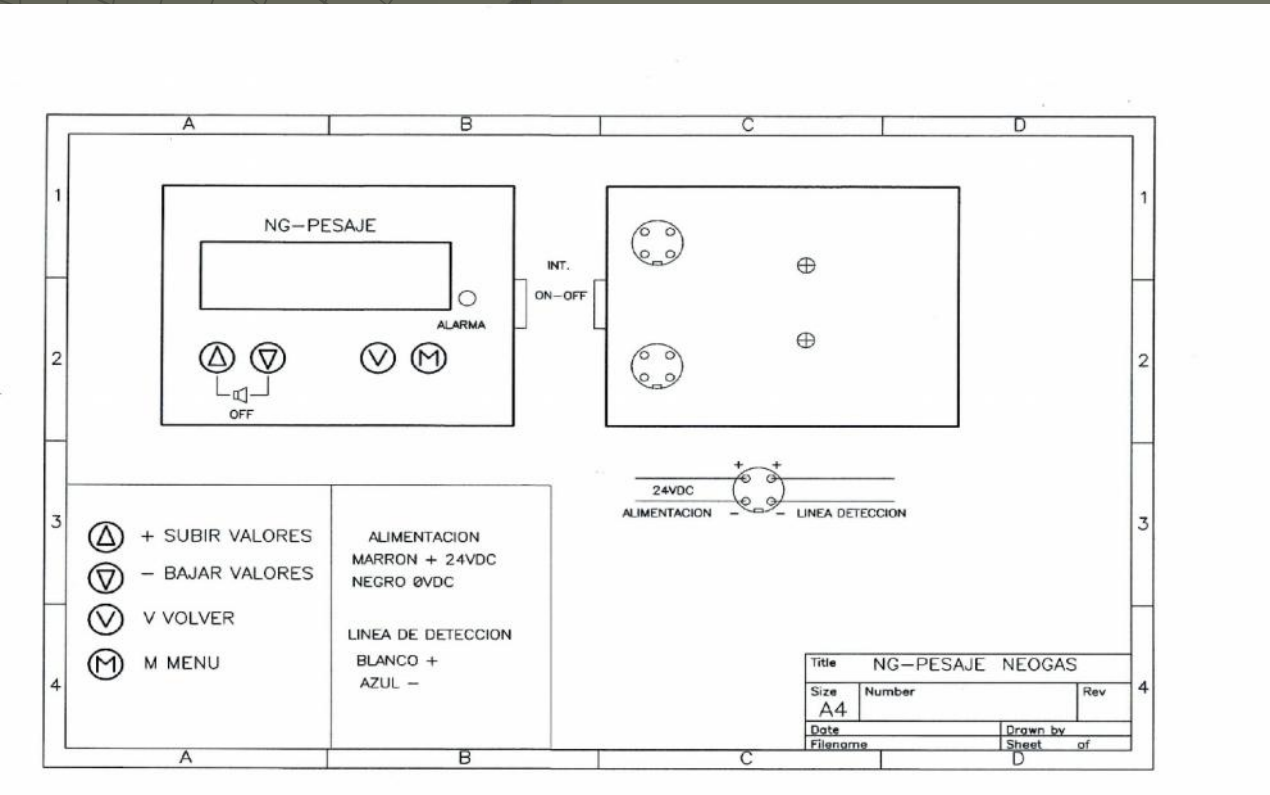 A B C D
1 1
NG-PESAJE
INT.
ON-OFF
ALARMA
2 2
V M
OFF
+ +
24VDC
ALIMENTACION - - LINEA DETECCION
3 3
+ SUBIR VALORES
- BAJAR VALORES
V V VOLVER
M M MENU
ALIMENTACION
MARRON + 24VDC
NEGRO 0VDC
LINEA DE DETECCION
BLANCO +
AZUL -
4 4
Title NG-PESAJE NEOGAS
Size Number Rev
A4
Date Drawn by
Filename Sheet of
A B C D